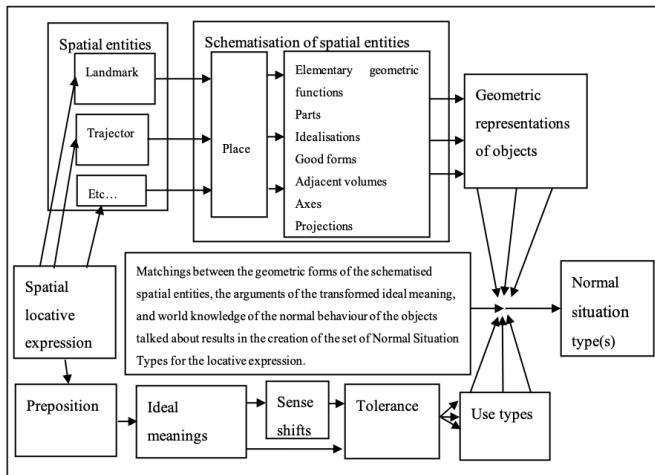 Spatial entities
Landmark
Trajector
Etc…
Schematisation of spatial entities
Place
Elementary geometric
functions
Parts
Idealisations
Good forms
Adjacent volumes
Axes
Projections
Geometric
representations
of objects
Spatial
locative
expression
Matchings between the geometric forms of the schematised
spatial entities, the arguments of the transformed ideal meaning,
and world knowledge of the normal behaviour of the objects
talked about results in the creation of the set of Normal Situation
Types for the locative expression.
Normal
situation
type(s)
Preposition
Ideal
meanings
Sense
shifts
Tolerance
Use types